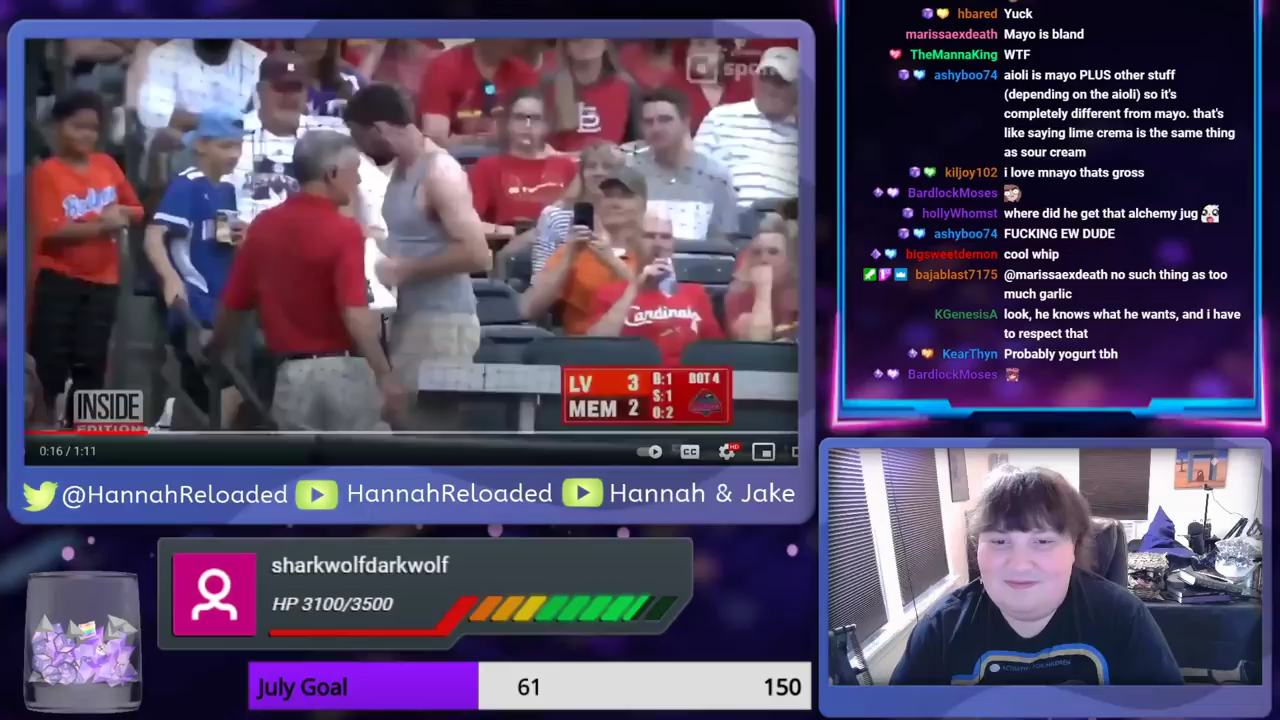 spor
Cardinals
INSIDE
EDITION
LV 3 B:1 BOT 4
MEM 2 S:1
O:2
0:16 / 1:11
CC
HD
@HannahReloaded HannahReloaded Hannah & Jake
sharkwolfdarkwolf
HP 3100/3500
July Goal 61 150
hbared Yuck
marissaexdeath Mayo is bland
TheMannaKing WTF
ashyboo74 aioli is mayo PLUS other stuff
(depending on the aioli) so it's
completely different from mayo. that's
like saying lime crema is the same thing
as sour cream
kiljoy102 i love mnayo thats gross
BardlockMoses
hollyWhomst where did he get that alchemy jug
ashyboo74 FUCKING EW DUDE
bigsweetdemon cool whip
bajablast7175 @marissaexdeath no such thing as too
much garlic
KGenesisA look, he knows what he wants, and i have
to respect that
KearThyn Probably yogurt tbh
BardlockMoses